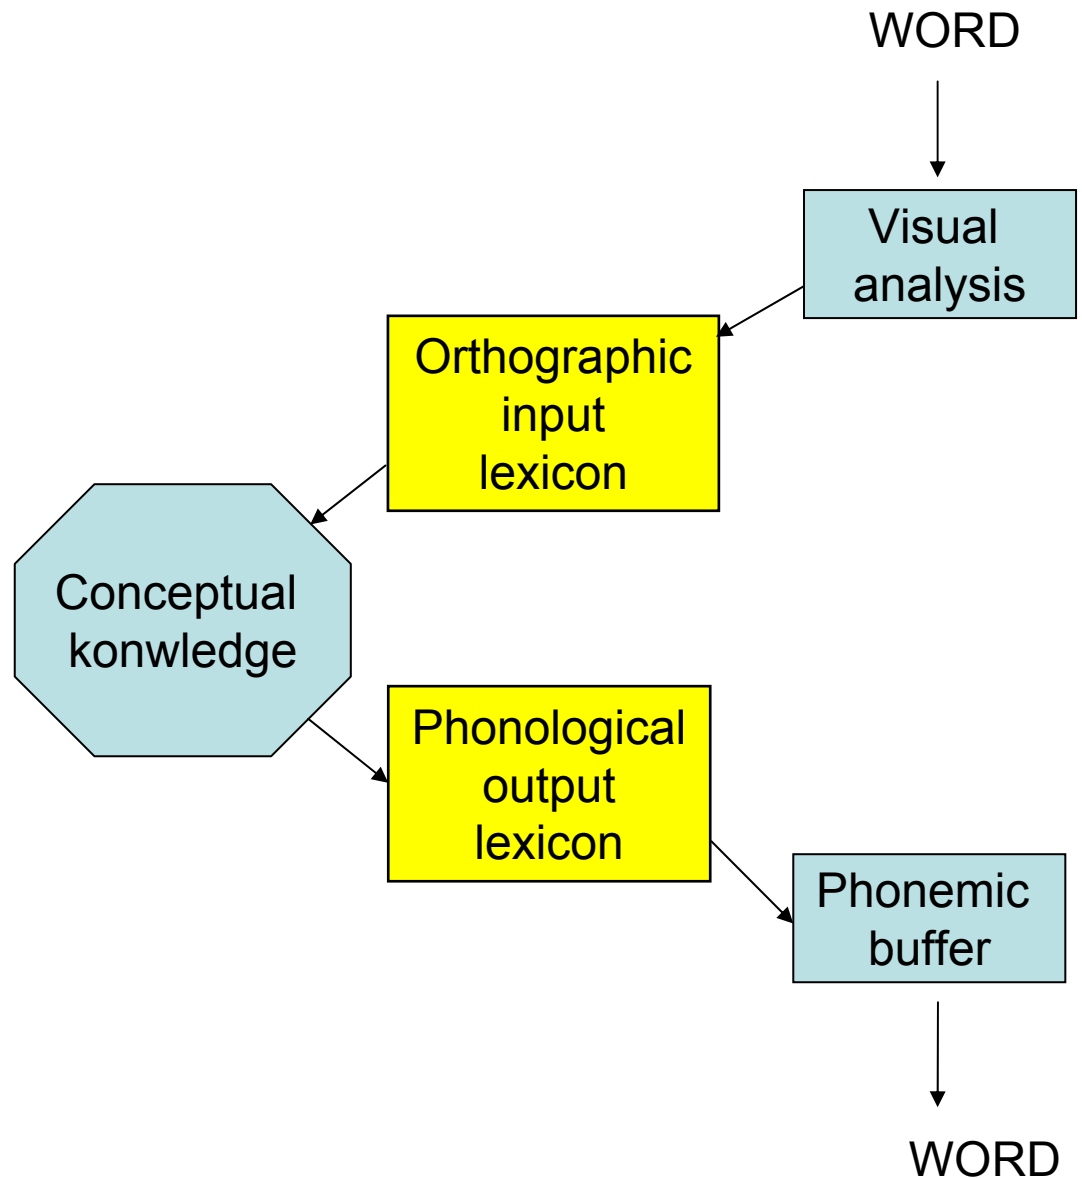 WORD
Visual
analysis
Orthographic
input
lexicon
Conceptual
konwledge
Phonological
output
lexicon
Phonemic
buffer
WORD